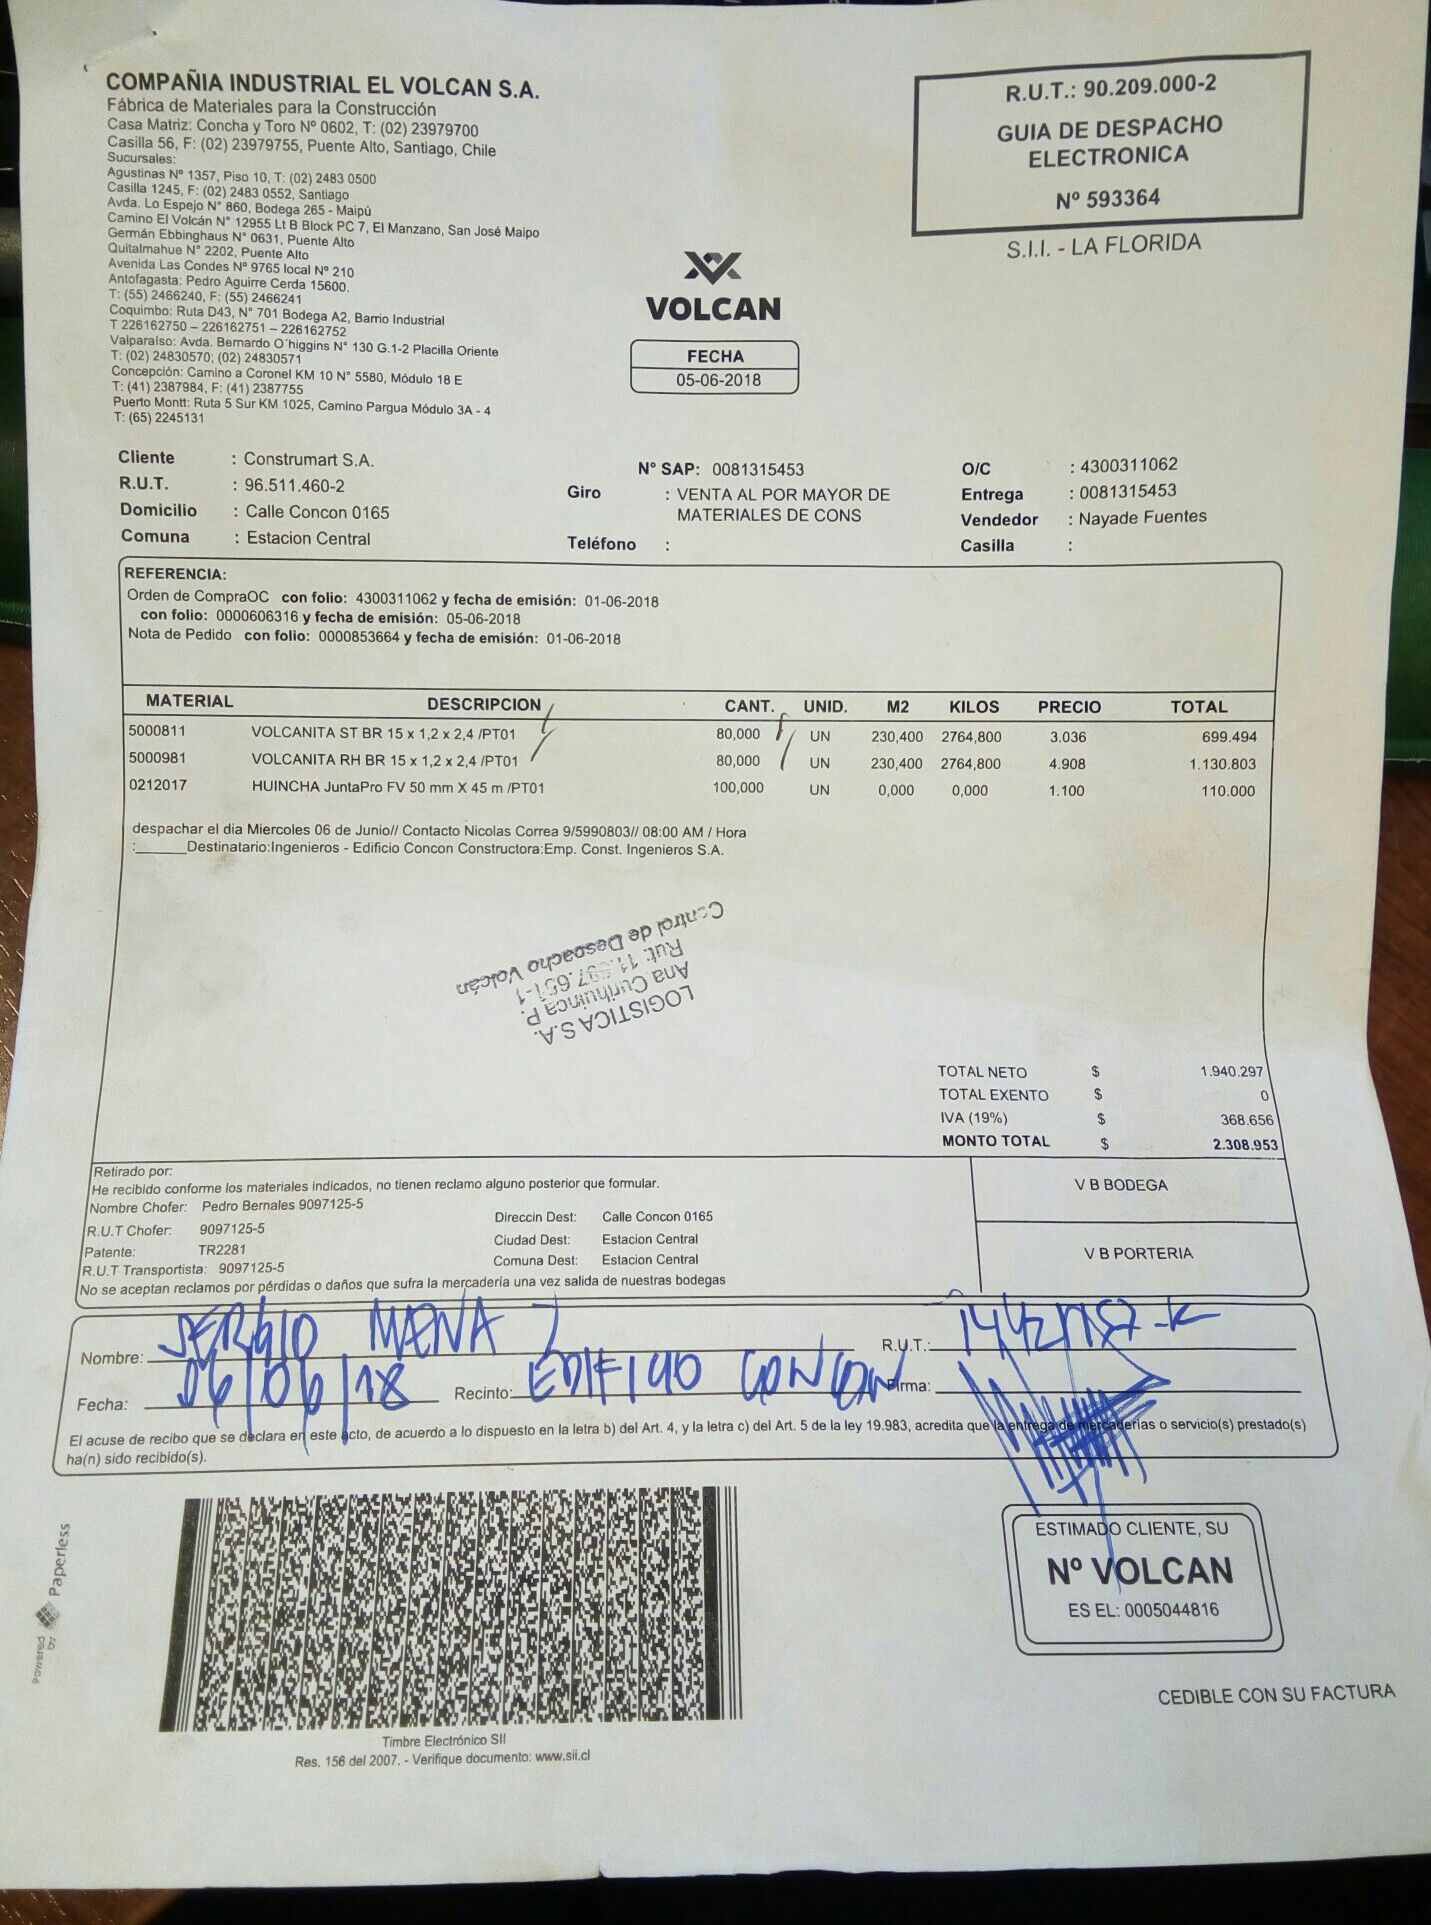 COMPAÑIA INDUSTRIAL EL VOLCAN S.A.
Fábrica de Materiales para la Construcción
Casa Matriz: Concha y Toro Nº 0602, T: (02) 23979700
Casilla 56, F: (02) 23979755, Puente Alto, Santiago, Chile
Sucursales:
Agustinas Nº 1357, Piso 10, T: (02) 2483 0500
Casilla 1245, F: (02) 2483 0552, Santiago
Avda. Lo Espejo N° 860, Bodega 265 - Maipú
Camino El Volcán N° 12955 Lt B Block PC 7, El Manzano, San José Maipo
Germán Ebbinghaus N° 0631, Puente Alto
Quitalmahue N° 2202, Puente Alto
Avenida Las Condes Nº 9765 local Nº 210
Antofagasta: Pedro Aguirre Cerda 15600.
T: (55) 2466240, F: (55) 2466241
Coquimbo: Ruta D43, N° 701 Bodega A2, Barrio Industrial
T 226162750 – 226162751 – 226162752
Valparaíso: Avda. Bernardo O´higgins N° 130 G.1-2 Placilla Oriente
T: (02) 24830570; (02) 24830571
Concepción: Camino a Coronel KM 10 N° 5580, Módulo 18 E
T: (41) 2387984, F: (41) 2387755
Puerto Montt: Ruta 5 Sur KM 1025, Camino Pargua Módulo 3A - 4
T: (65) 2245131
R.U.T.: 90.209.000-2
GUIA DE DESPACHO
ELECTRONICA
Nº 593364
S.I.I. - LA FLORIDA
VOLCAN
FECHA
05-06-2018
Cliente : Construmart S.A.
R.U.T. : 96.511.460-2
Domicilio : Calle Concon 0165
Comuna : Estacion Central
N° SAP: 0081315453
Giro : VENTA AL POR MAYOR DE
MATERIALES DE CONS
Teléfono :
O/C : 4300311062
Entrega : 0081315453
Vendedor : Nayade Fuentes
Casilla :
REFERENCIA:
Orden de CompraOC con folio: 4300311062 y fecha de emisión: 01-06-2018
con folio: 0000606316 y fecha de emisión: 05-06-2018
Nota de Pedido con folio: 0000853664 y fecha de emisión: 01-06-2018
MATERIAL DESCRIPCION CANT. UNID. M2 KILOS PRECIO TOTAL
5000811 VOLCANITA ST BR 15 x 1,2 x 2,4 /PT01 80,000 UN 230,400 2764,800 3.036 699.494
5000981 VOLCANITA RH BR 15 x 1,2 x 2,4 /PT01 80,000 UN 230,400 2764,800 4.908 1.130.803
0212017 HUINCHA JuntaPro FV 50 mm X 45 m /PT01 100,000 UN 0,000 0,000 1.100 110.000
despachar el dia Miercoles 06 de Junio// Contacto Nicolas Correa 9/5990803// 08:00 AM / Hora
:______Destinatario:Ingenieros - Edificio Concon Constructora:Emp. Const. Ingenieros S.A.
LOGISTICA S.A.
Ana Curihuinca P.
Rut:
Control de Despacho Volcán
TOTAL NETO $ 1.940.297
TOTAL EXENTO $ 0
IVA (19%) $ 368.656
MONTO TOTAL $ 2.308.953
Retirado por:
He recibido conforme los materiales indicados, no tienen reclamo alguno posterior que formular.
Nombre Chofer: Pedro Bernales 9097125-5
R.U.T Chofer: 9097125-5
Patente: TR2281
R.U.T Transportista: 9097125-5
Direccin Dest: Calle Concon 0165
Ciudad Dest: Estacion Central
Comuna Dest: Estacion Central
No se aceptan reclamos por pérdidas o daños que sufra la mercadería una vez salida de nuestras bodegas
V B BODEGA
V B PORTERIA
Nombre: SERGIO MENA
R.U.T.:
Fecha: 06/06/18 Recinto: EDIFICIO CONCON Firma:
El acuse de recibo que se declara en este acto, de acuerdo a lo dispuesto en la letra b) del Art. 4, y la letra c) del Art. 5 de la ley 19.983, acredita que la entrega de mercaderías o servicio(s) prestado(s)
ha(n) sido recibido(s).
Powered by Paperless
Timbre Electrónico SII
Res. 156 del 2007. - Verifique documento: www.sii.cl
ESTIMADO CLIENTE, SU
Nº VOLCAN
ES EL: 0005044816
CEDIBLE CON SU FACTURA